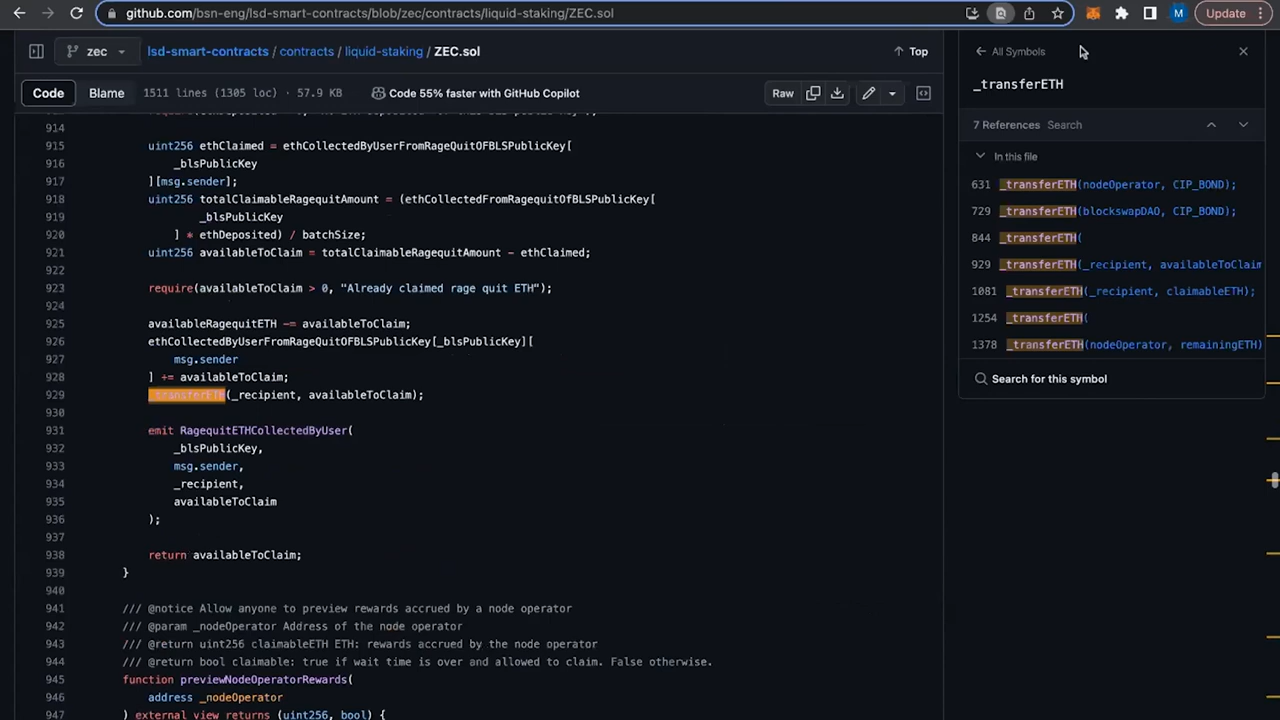 github.com/bsn-eng/lsd-smart-contracts/blob/zec/contracts/liquid-staking/ZEC.sol
M
Update
zec
lsd-smart-contracts / contracts / liquid-staking / ZEC.sol
Top
Code
Blame
1511 lines (1305 loc) · 57.9 KB
Code 55% faster with GitHub Copilot
Raw
914
915 uint256 ethClaimed = ethCollectedByUserFromRageQuitOFBLSPublicKey[
916 _blsPublicKey
917 ][msg.sender];
918 uint256 totalClaimableRagequitAmount = (ethCollectedFromRagequitOfBLSPublicKey[
919 _blsPublicKey
920 ] * ethDeposited) / batchSize;
921 uint256 availableToClaim = totalClaimableRagequitAmount - ethClaimed;
922
923 require(availableToClaim > 0, "Already claimed rage quit ETH");
924
925 availableRagequitETH -= availableToClaim;
926 ethCollectedByUserFromRageQuitOFBLSPublicKey[_blsPublicKey][
927 msg.sender
928 ] += availableToClaim;
929 _transferETH(_recipient, availableToClaim);
930
931 emit RagequitETHCollectedByUser(
932 _blsPublicKey,
933 msg.sender,
934 _recipient,
935 availableToClaim
936 );
937
938 return availableToClaim;
939 }
940
941 /// @notice Allow anyone to preview rewards accrued by a node operator
942 /// @param _nodeOperator Address of the node operator
943 /// @return uint256 claimableETH ETH: rewards accrued by the node operator
944 /// @return bool claimable: true if wait time is over and allowed to claim. False otherwise.
945 function previewNodeOperatorRewards(
946 address _nodeOperator
947 ) external view returns (uint256, bool) {
All Symbols
_transferETH
7 References Search
In this file
631 _transferETH(nodeOperator, CIP_BOND);
729 _transferETH(blockswapDAO, CIP_BOND);
844 _transferETH(
929 _transferETH(_recipient, availableToClaim
1081 _transferETH(_recipient, claimableETH);
1254 _transferETH(
1378 _transferETH(nodeOperator, remainingETH)
Search for this symbol